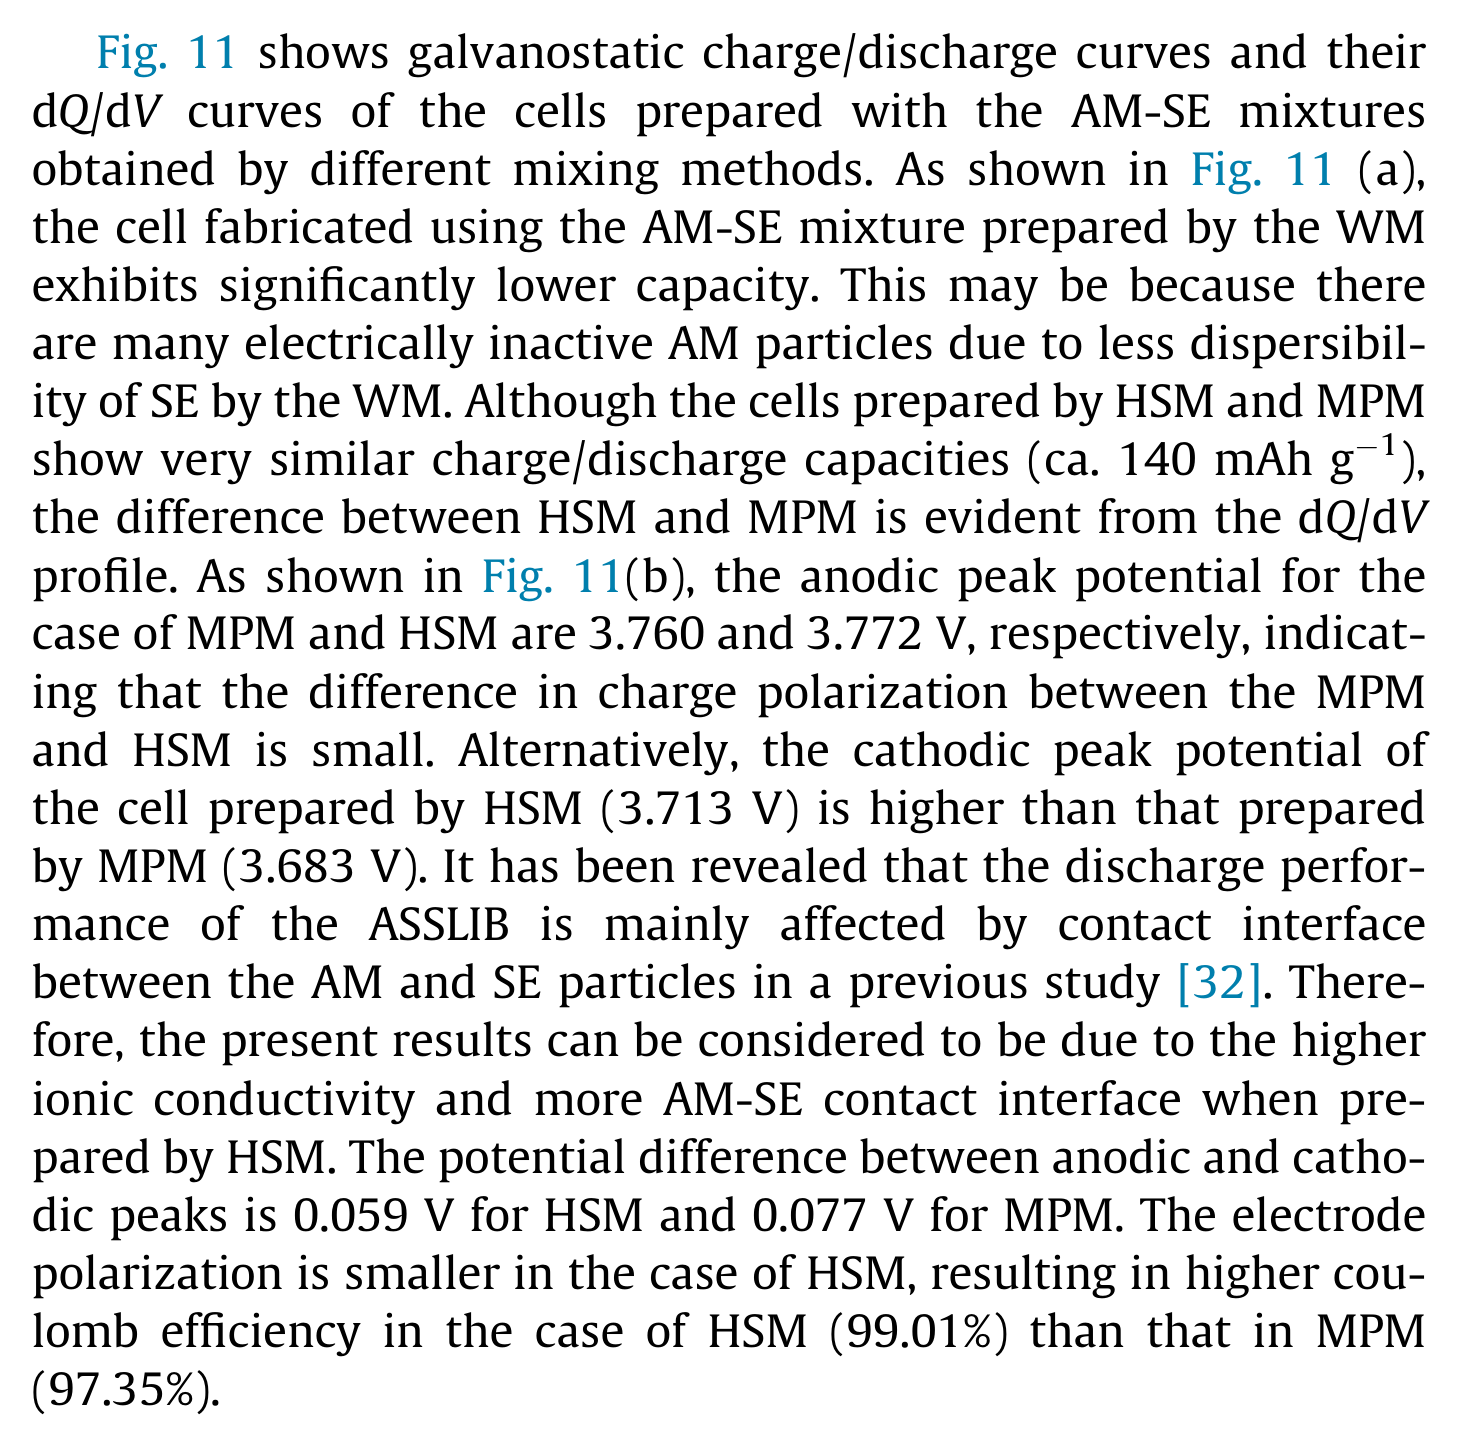 Fig. 11 shows galvanostatic charge/discharge curves and their
dQ/dV curves of the cells prepared with the AM-SE mixtures
obtained by different mixing methods. As shown in Fig. 11 (a),
the cell fabricated using the AM-SE mixture prepared by the WM
exhibits significantly lower capacity. This may be because there
are many electrically inactive AM particles due to less dispersibil-
ity of SE by the WM. Although the cells prepared by HSM and MPM
show very similar charge/discharge capacities (ca. 140 mAh g⁻¹),
the difference between HSM and MPM is evident from the dQ/dV
profile. As shown in Fig. 11(b), the anodic peak potential for the
case of MPM and HSM are 3.760 and 3.772 V, respectively, indicat-
ing that the difference in charge polarization between the MPM
and HSM is small. Alternatively, the cathodic peak potential of
the cell prepared by HSM (3.713 V) is higher than that prepared
by MPM (3.683 V). It has been revealed that the discharge perfor-
mance of the ASSLIB is mainly affected by contact interface
between the AM and SE particles in a previous study [32]. There-
fore, the present results can be considered to be due to the higher
ionic conductivity and more AM-SE contact interface when pre-
pared by HSM. The potential difference between anodic and catho-
dic peaks is 0.059 V for HSM and 0.077 V for MPM. The electrode
polarization is smaller in the case of HSM, resulting in higher cou-
lomb efficiency in the case of HSM (99.01%) than that in MPM
(97.35%).